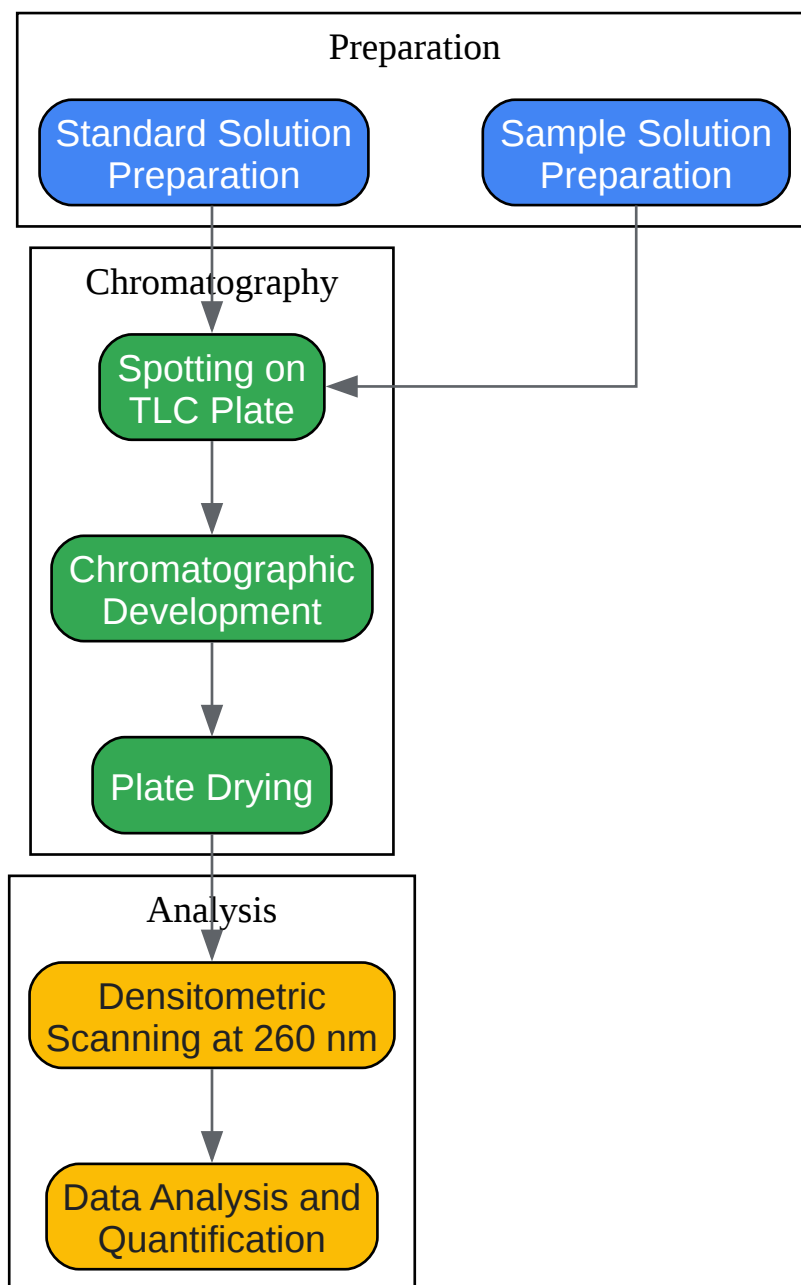 Preparation
Standard Solution
Preparation
Sample Solution
Preparation
Chromatography
Spotting on
TLC Plate
Chromatographic
Development
Plate Drying
Analysis
Densitometric
Scanning at 260 nm
Data Analysis and
Quantification